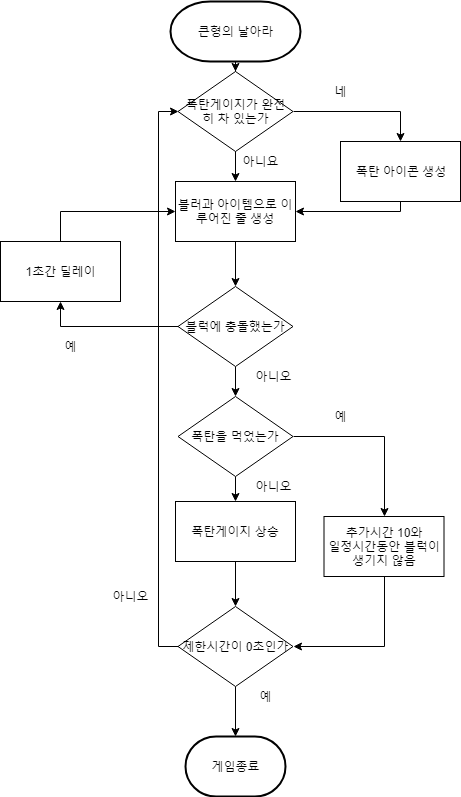 큰형의 날아라
폭탄게이지가 완전
히 차 있는가
네
아니요
폭탄 아이콘 생성
블러과 아이템으로 이
루어진 줄 생성
1초간 딜레이
블럭에 충돌했는가
예
아니오
폭탄을 먹었는가
예
아니오
폭탄게이지 상승
추가시간 10와
일정시간동안 블럭이
생기지 않음
아니오
제한시간이 0초인가
예
게임종료